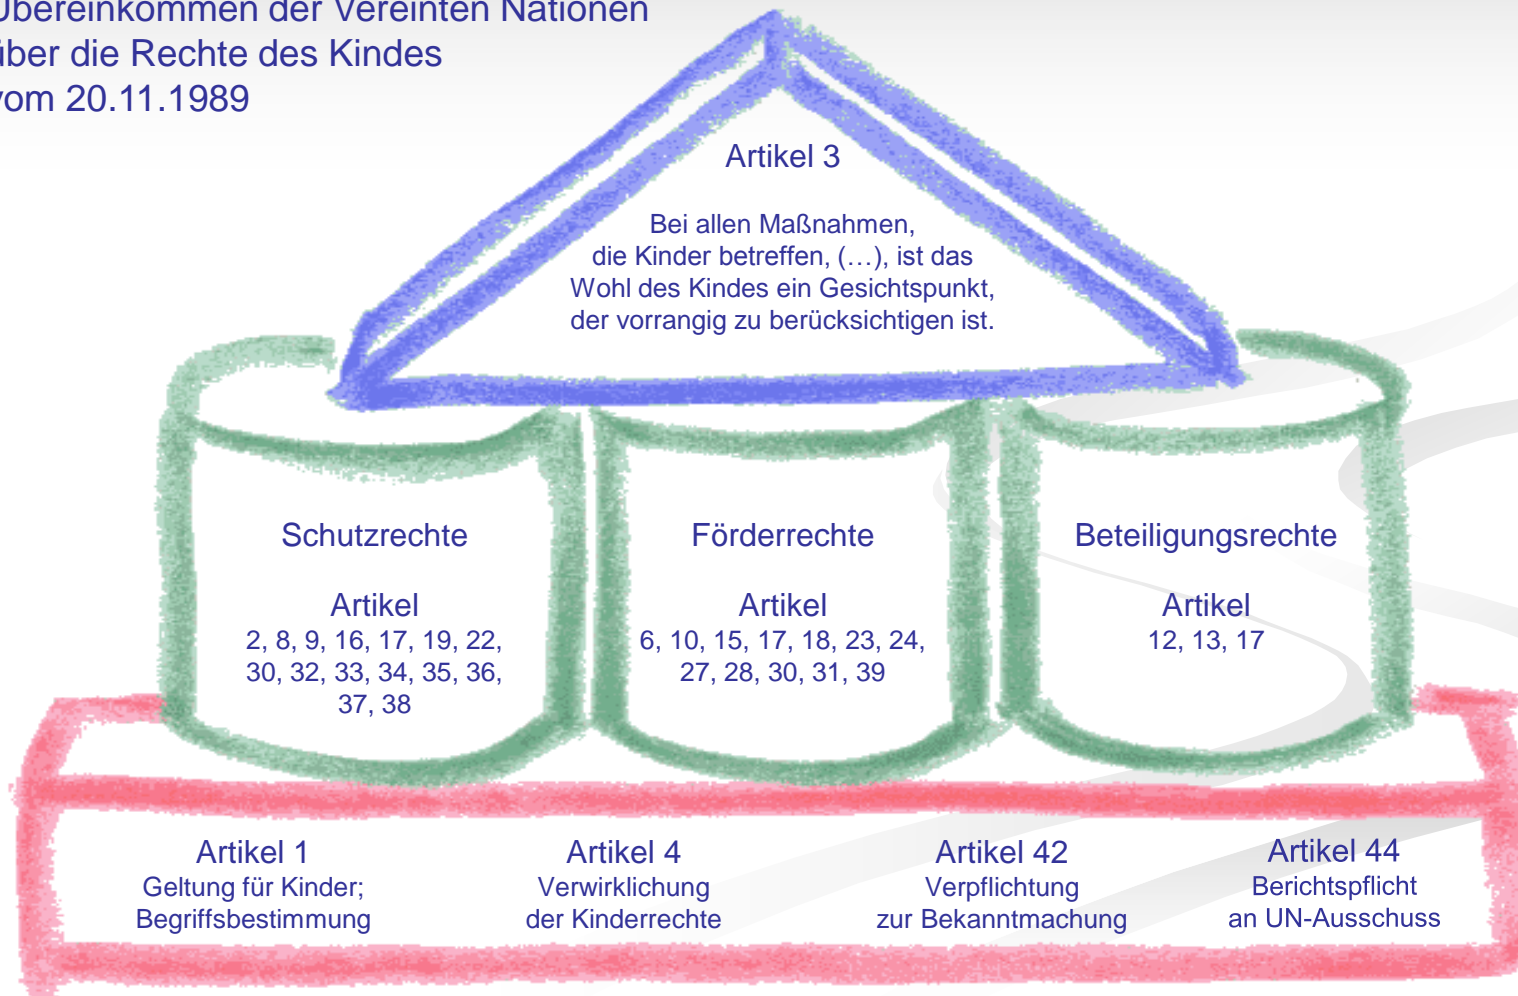 Übereinkommen der Vereinten Nationen
über die Rechte des Kindes
vom 20.11.1989
Artikel 3
Bei allen Maßnahmen,
die Kinder betreffen, (…), ist das
Wohl des Kindes ein Gesichtspunkt,
der vorrangig zu berücksichtigen ist.
Schutzrechte
Artikel
2, 8, 9, 16, 17, 19, 22,
30, 32, 33, 34, 35, 36,
37, 38
Förderrechte
Artikel
6, 10, 15, 17, 18, 23, 24,
27, 28, 30, 31, 39
Beteiligungsrechte
Artikel
12, 13, 17
Artikel 1
Geltung für Kinder;
Begriffsbestimmung
Artikel 4
Verwirklichung
der Kinderrechte
Artikel 42
Verpflichtung
zur Bekanntmachung
Artikel 44
Berichtspflicht
an UN-Ausschuss